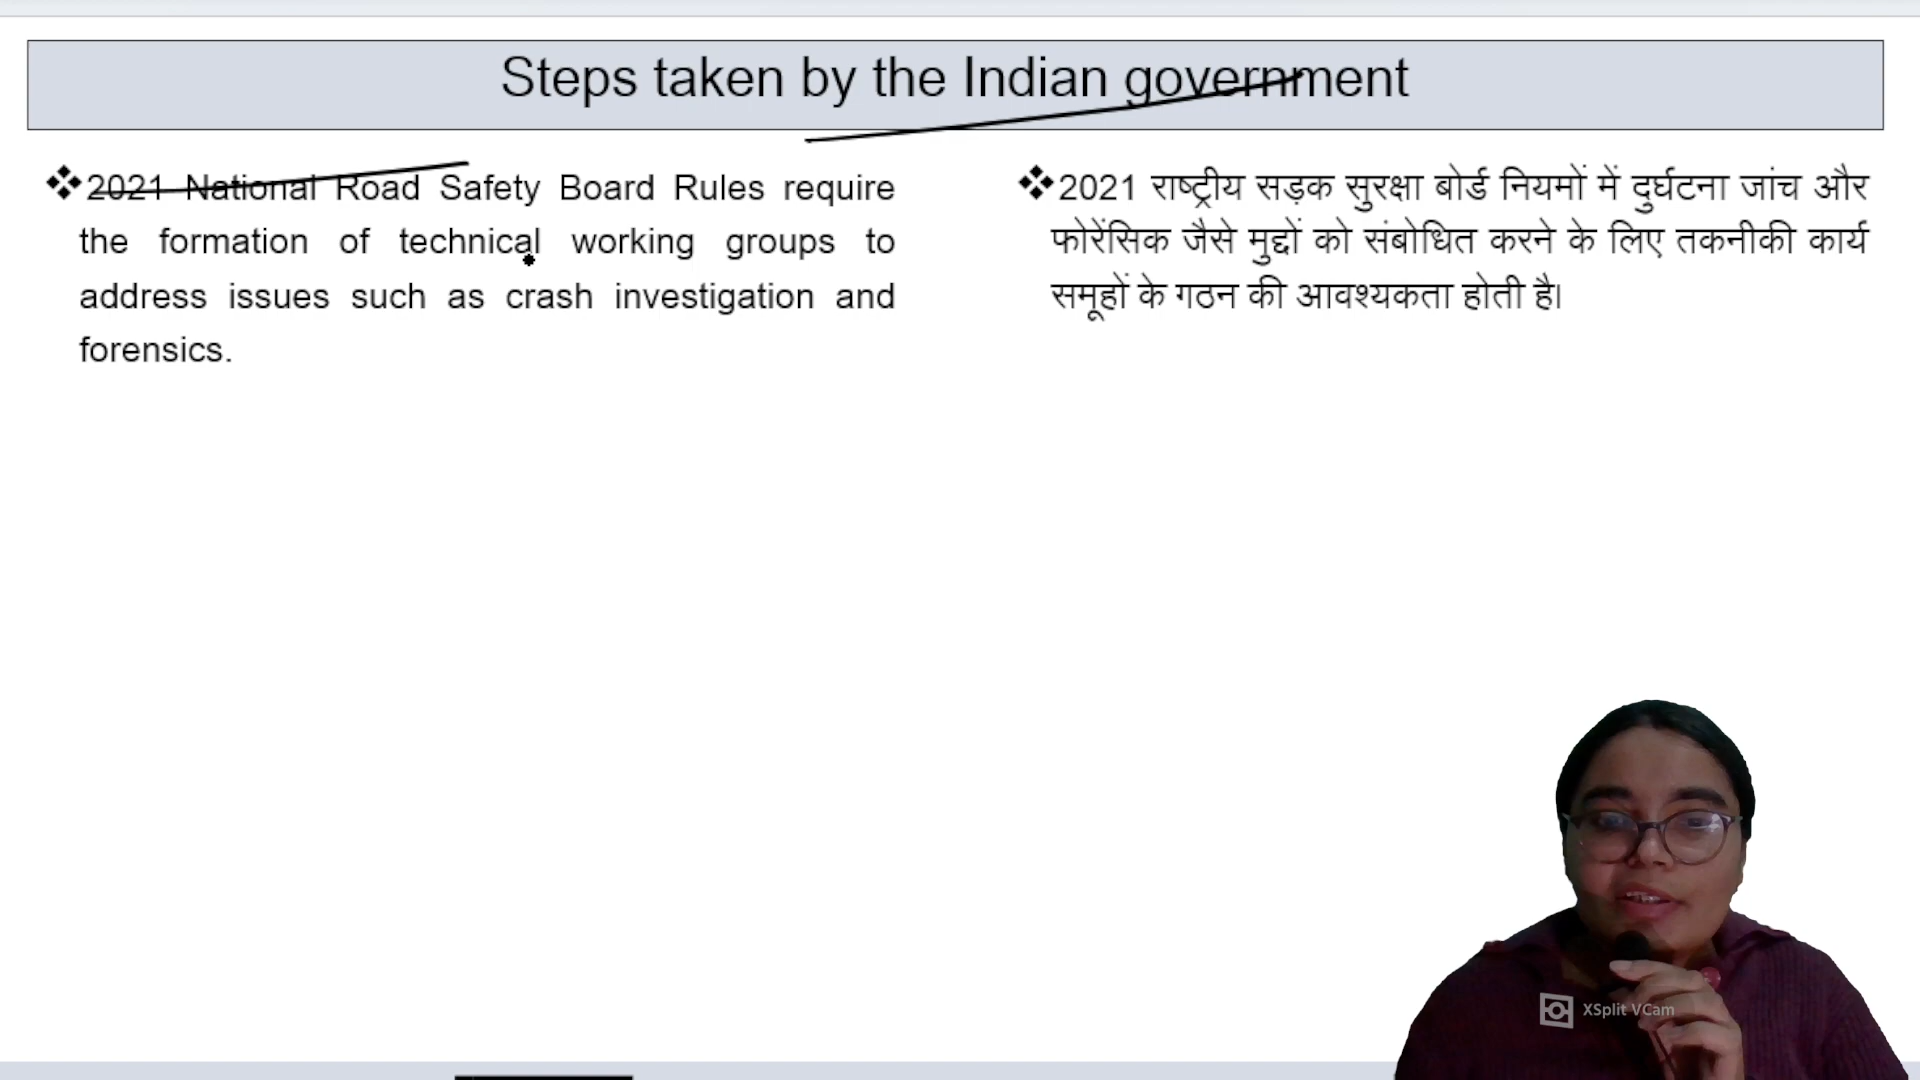 Steps taken by the Indian government
❖2021 National Road Safety Board Rules require
the formation of technical working groups to
address issues such as crash investigation and
forensics.
❖2021 राष्ट्रीय सड़क सुरक्षा बोर्ड नियमों में दुर्घटना जांच और
फोरेंसिक जैसे मुद्दों को संबोधित करने के लिए तकनीकी कार्य
समूहों के गठन की आवश्यकता होती है।
XSplit VCam